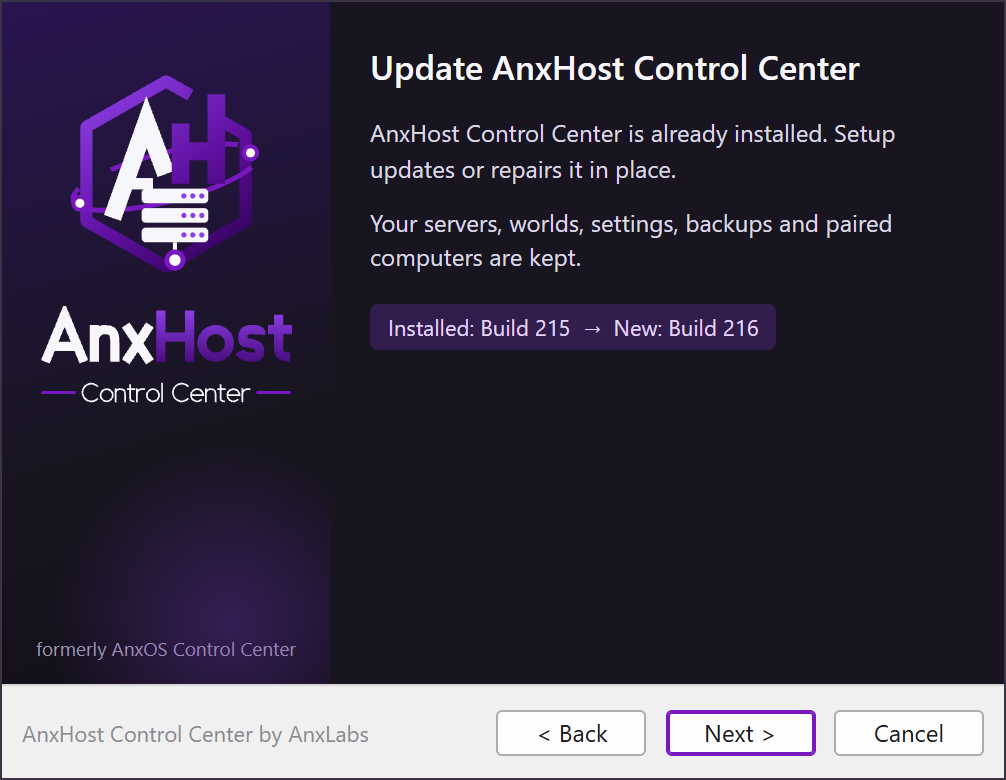 AnxHost
Control Center
formerly AnxOS Control Center
Update AnxHost Control Center
AnxHost Control Center is already installed. Setup
updates or repairs it in place.
Your servers, worlds, settings, backups and paired
computers are kept.
Installed: Build 215 → New: Build 216
AnxHost Control Center by AnxLabs
< Back
Next >
Cancel